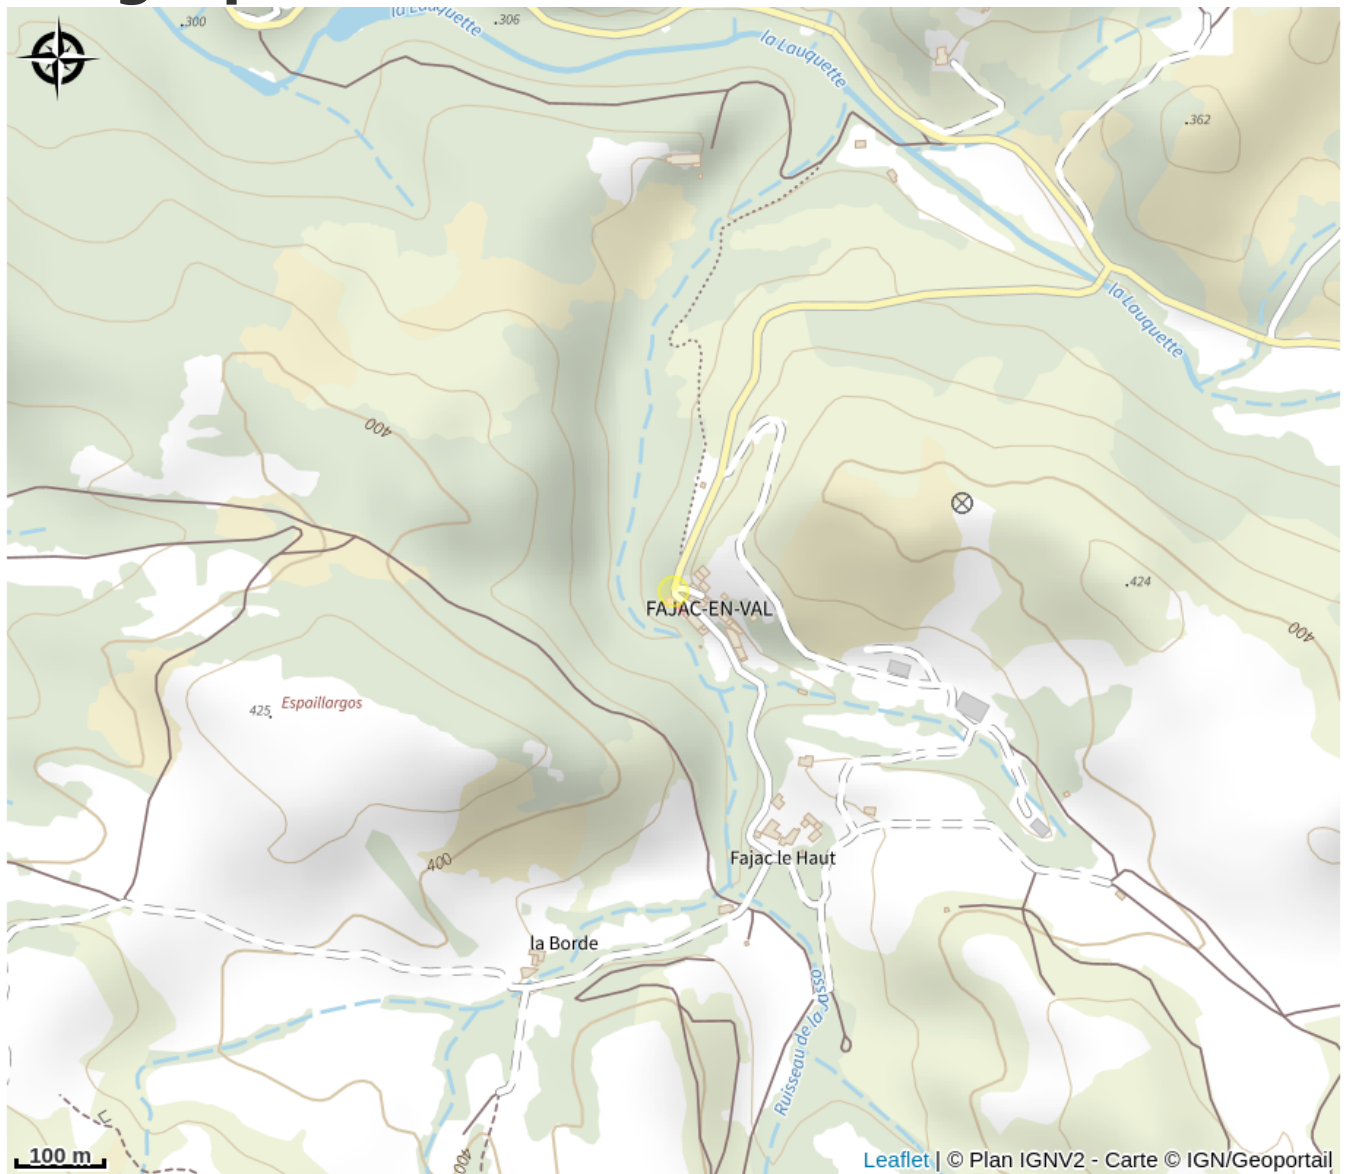 la Lauquette
.300
.306
la Lauquette
.362
la Lauquette
400
.424
FAJAC-EN-VAL
400
Espaillargos
425.
400
Fajac le Haut
la Borde
Ruisseau de la Jasso
400
100 m
Leaflet | © Plan IGNV2 - Carte © IGN/Geoportail